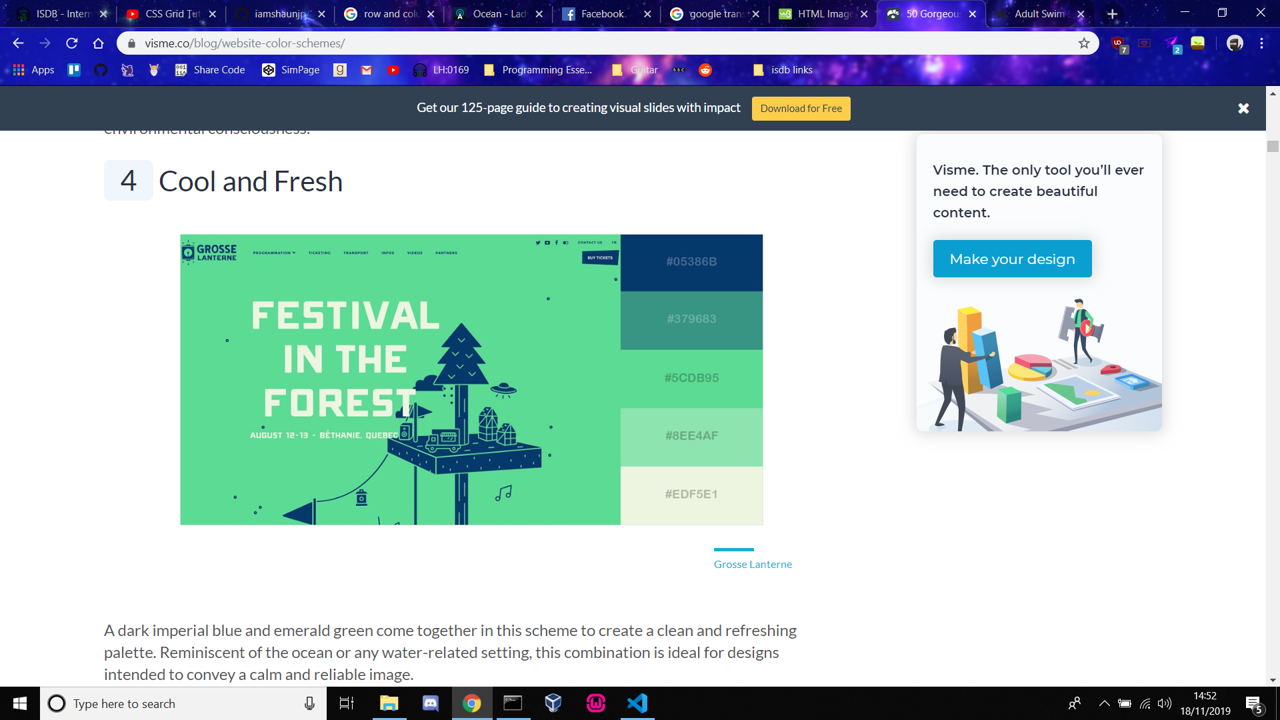 ISDB - Intern
CSS Grid Tut
iamshaunjp
row and colu
Ocean - Lad
Facebook
google trans
HTML Image
50 Gorgeous
Adult Swim
visme.co/blog/website-color-schemes/
7
2
Apps
Share Code
SimPage
LH:0169
Programming Esse...
Guitar
isdb links
Get our 125-page guide to creating visual slides with impact
Download for Free
environmental consciousness.
4 Cool and Fresh
GROSSE
LANTERNE
PROGRAMMATION
TICKETING
TRANSPORT
INFOS
VIDEOS
PARTNERS
CONTACT US
FR
BUY TICKETS
FESTIVAL
IN THE
FOREST
AUGUST 12-13 - BÉTHANIE, QUEBEC
#05386B
#379683
#5CDB95
#8EE4AF
#EDF5E1
Grosse Lanterne
A dark imperial blue and emerald green come together in this scheme to create a clean and refreshing
palette. Reminiscent of the ocean or any water-related setting, this combination is ideal for designs
intended to convey a calm and reliable image.
Visme. The only tool you’ll ever
need to create beautiful
content.
Make your design
Type here to search
14:52
18/11/2019
5